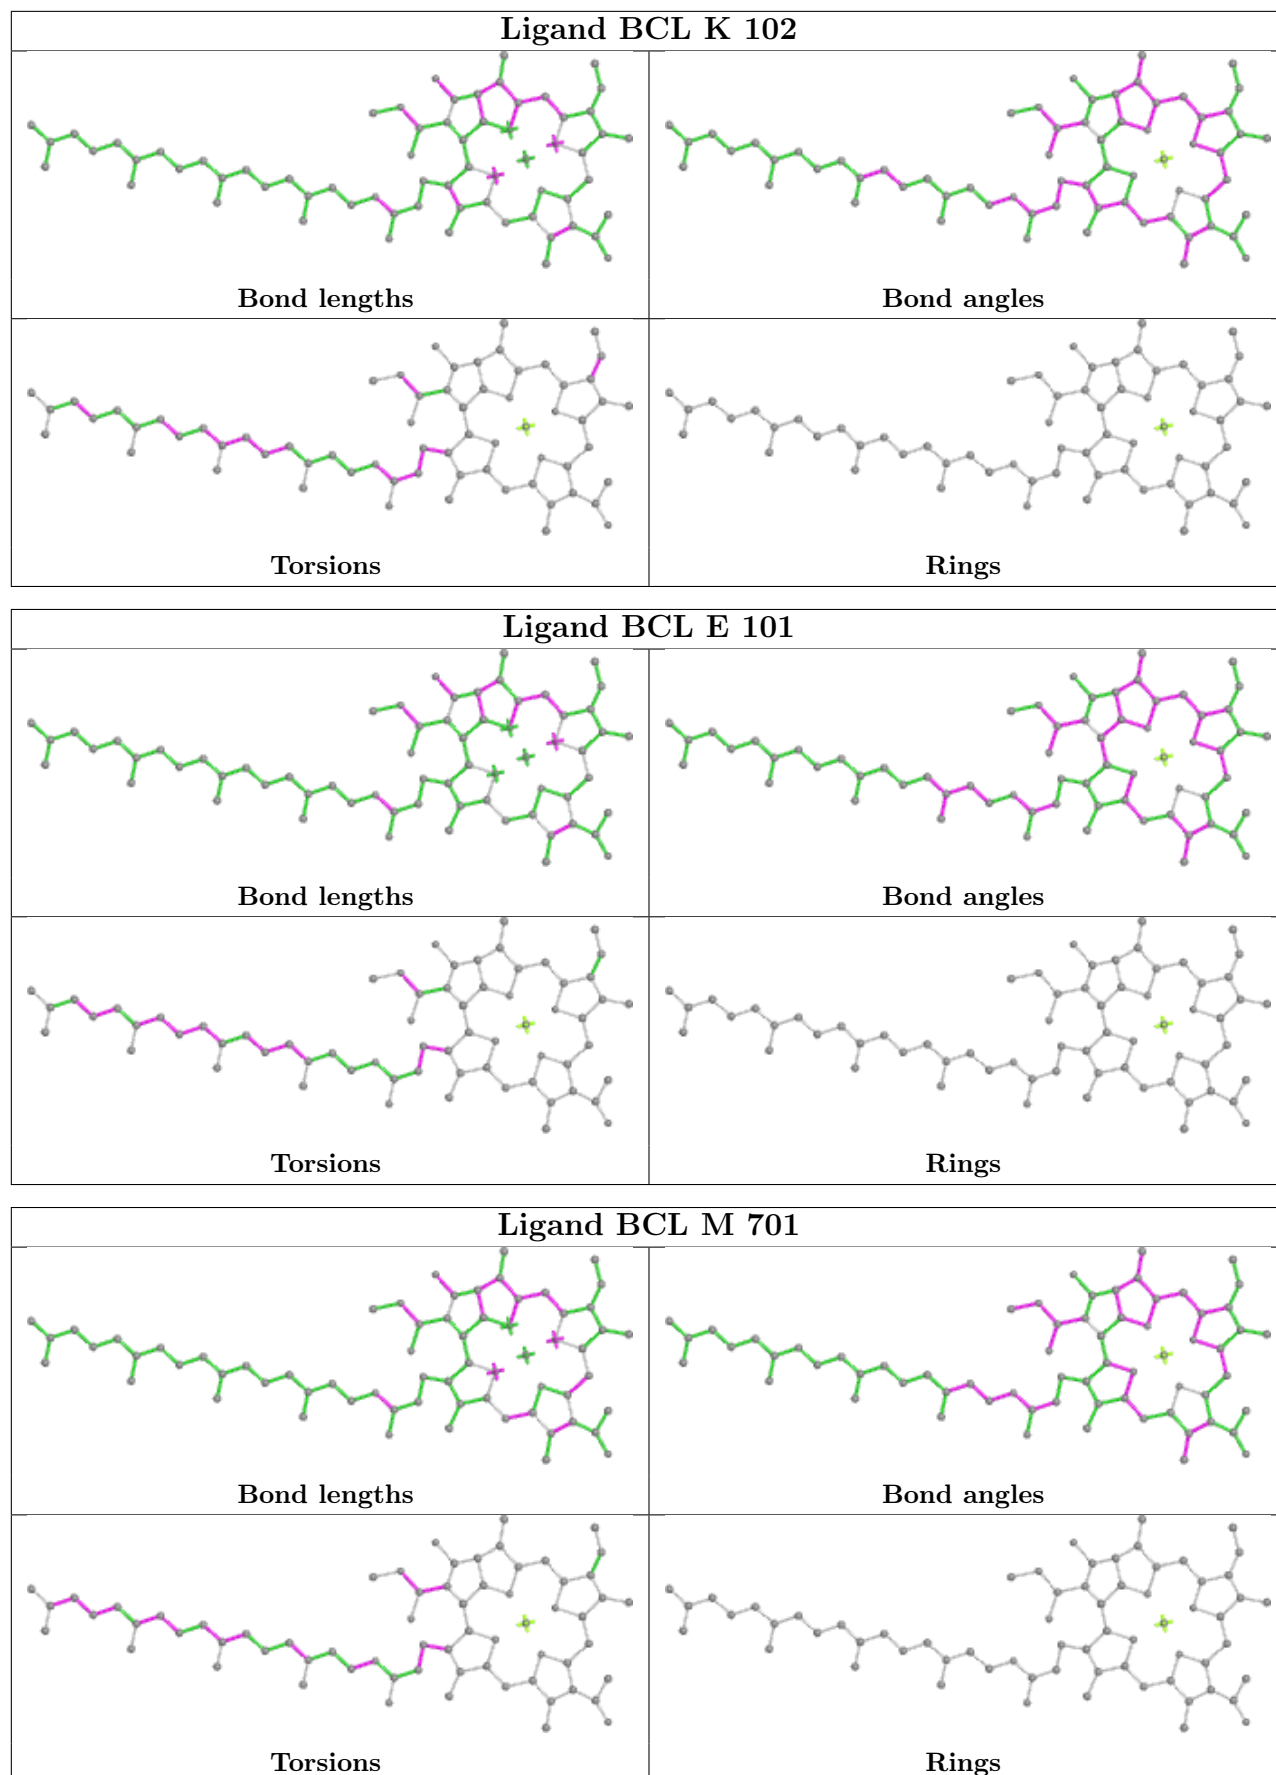 Ligand BCL K 102
Bond lengths
Bond angles
Torsions
Rings
Ligand BCL E 101
Bond lengths
Bond angles
Torsions
Rings
Ligand BCL M 701
Bond lengths
Bond angles
Torsions
Rings